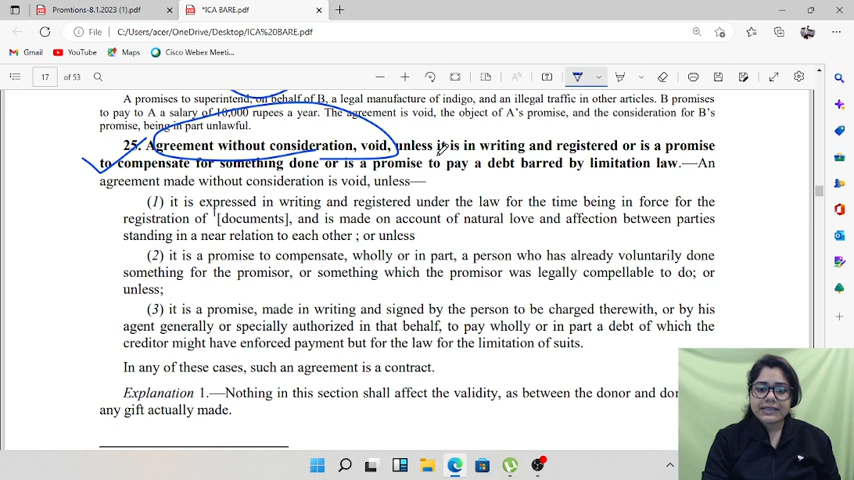 Promtions-8.1.2023 (1).pdf
*ICA BARE.pdf
File
C:/Users/acer/OneDrive/Desktop/ICA%20BARE.pdf
Gmail
YouTube
Maps
Cisco Webex Meeti...
17 of 53
A promises to superintend, on behalf of B, a legal manufacture of indigo, and an illegal traffic in other articles. B promises
to pay to A a salary of 10,000 rupees a year. The agreement is void, the object of A's promise, and the consideration for B's
promise, being in part unlawful.
25. Agreement without consideration, void, unless it is in writing and registered or is a promise
to compensate for something done or is a promise to pay a debt barred by limitation law.—An
agreement made without consideration is void, unless—
(1) it is expressed in writing and registered under the law for the time being in force for the
registration of 1[documents], and is made on account of natural love and affection between parties
standing in a near relation to each other ; or unless
(2) it is a promise to compensate, wholly or in part, a person who has already voluntarily done
something for the promisor, or something which the promisor was legally compellable to do; or
unless;
(3) it is a promise, made in writing and signed by the person to be charged therewith, or by his
agent generally or specially authorized in that behalf, to pay wholly or in part a debt of which the
creditor might have enforced payment but for the law for the limitation of suits.
In any of these cases, such an agreement is a contract.
Explanation 1.—Nothing in this section shall affect the validity, as between the donor and
any gift actually made.